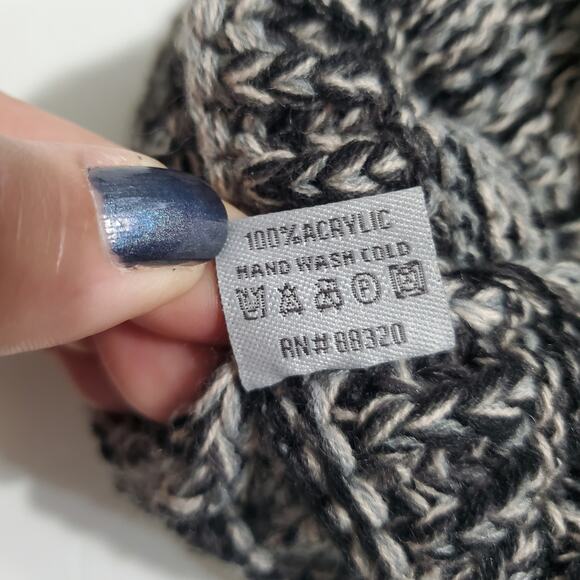 100% ACRYLIC
HAND WASH COLD
P
RN# 88320